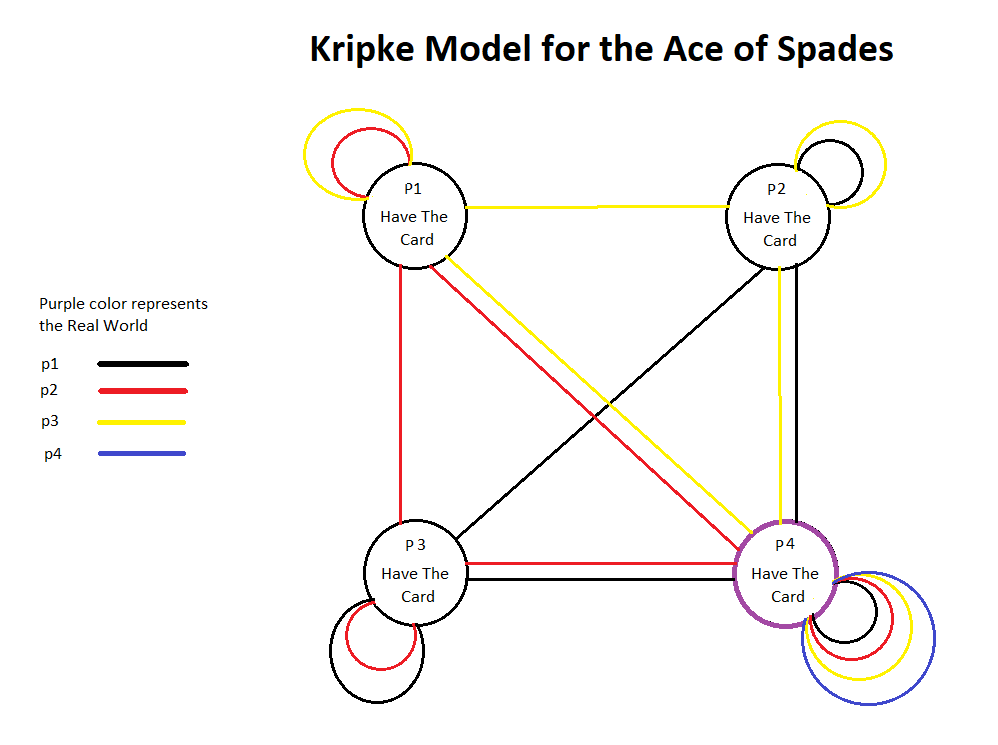 Kripke Model for the Ace of Spades
P1
Have The
Card
P2
Have The
Card
Purple color represents
the Real World
p1
p2
p3
p4
P 3
Have The
Card
P 4
Have The
Card